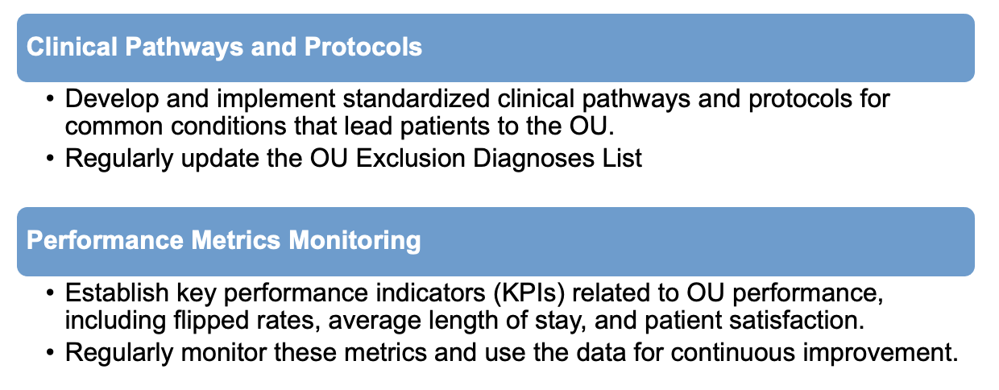 Clinical Pathways and Protocols
• Develop and implement standardized clinical pathways and protocols for
common conditions that lead patients to the OU.
• Regularly update the OU Exclusion Diagnoses List
Performance Metrics Monitoring
• Establish key performance indicators (KPIs) related to OU performance,
including flipped rates, average length of stay, and patient satisfaction.
• Regularly monitor these metrics and use the data for continuous improvement.